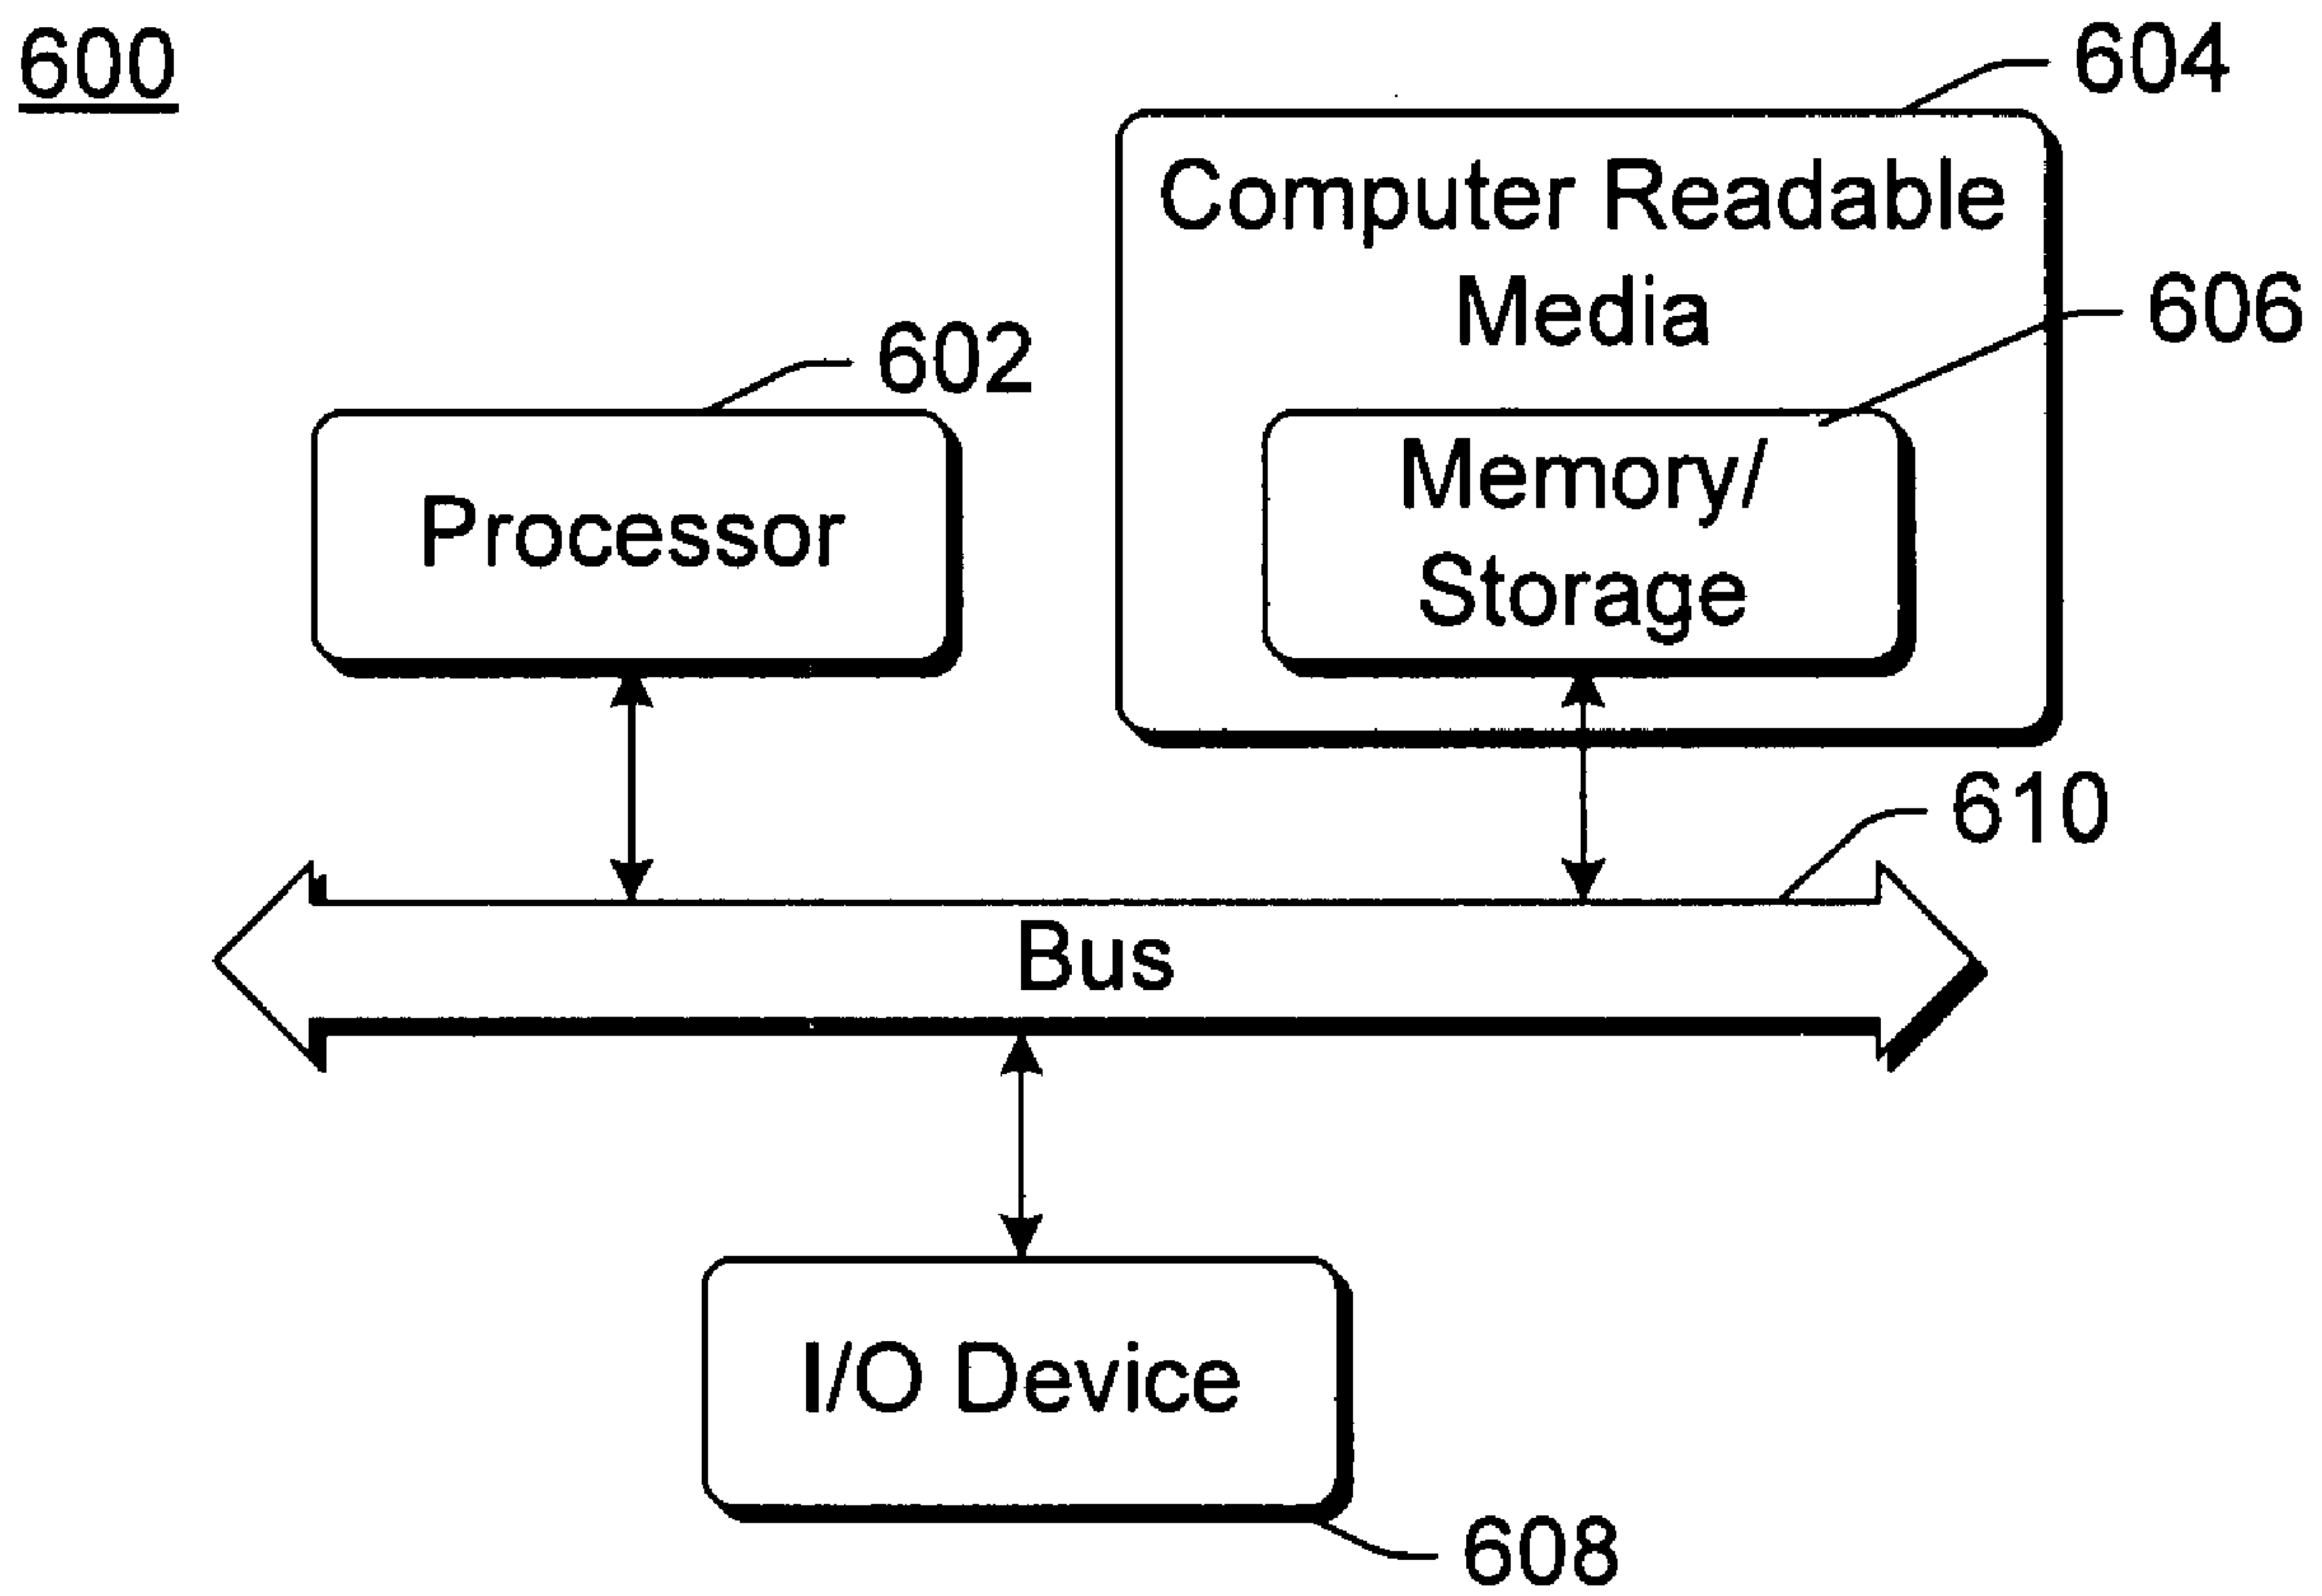 600
604
Computer Readable
Media
606
602
Memory/
Storage
Processor
610
Bus
I/O Device
608